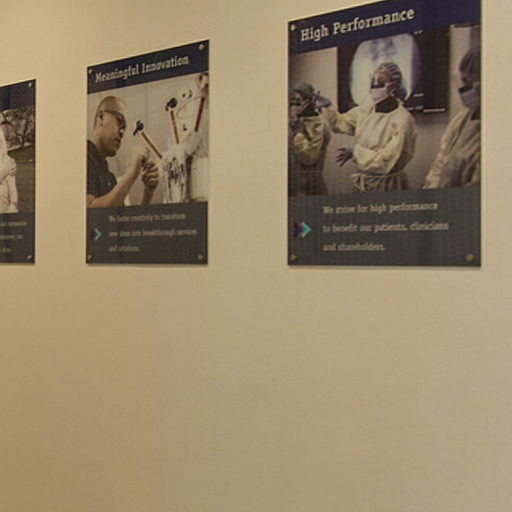 Meaningful Innovation
We foster creativity to transform
new ideas into breakthrough services
and solutions.
High Performance
We strive for high performance
to benefit our patients, clinicians
and shareholders.